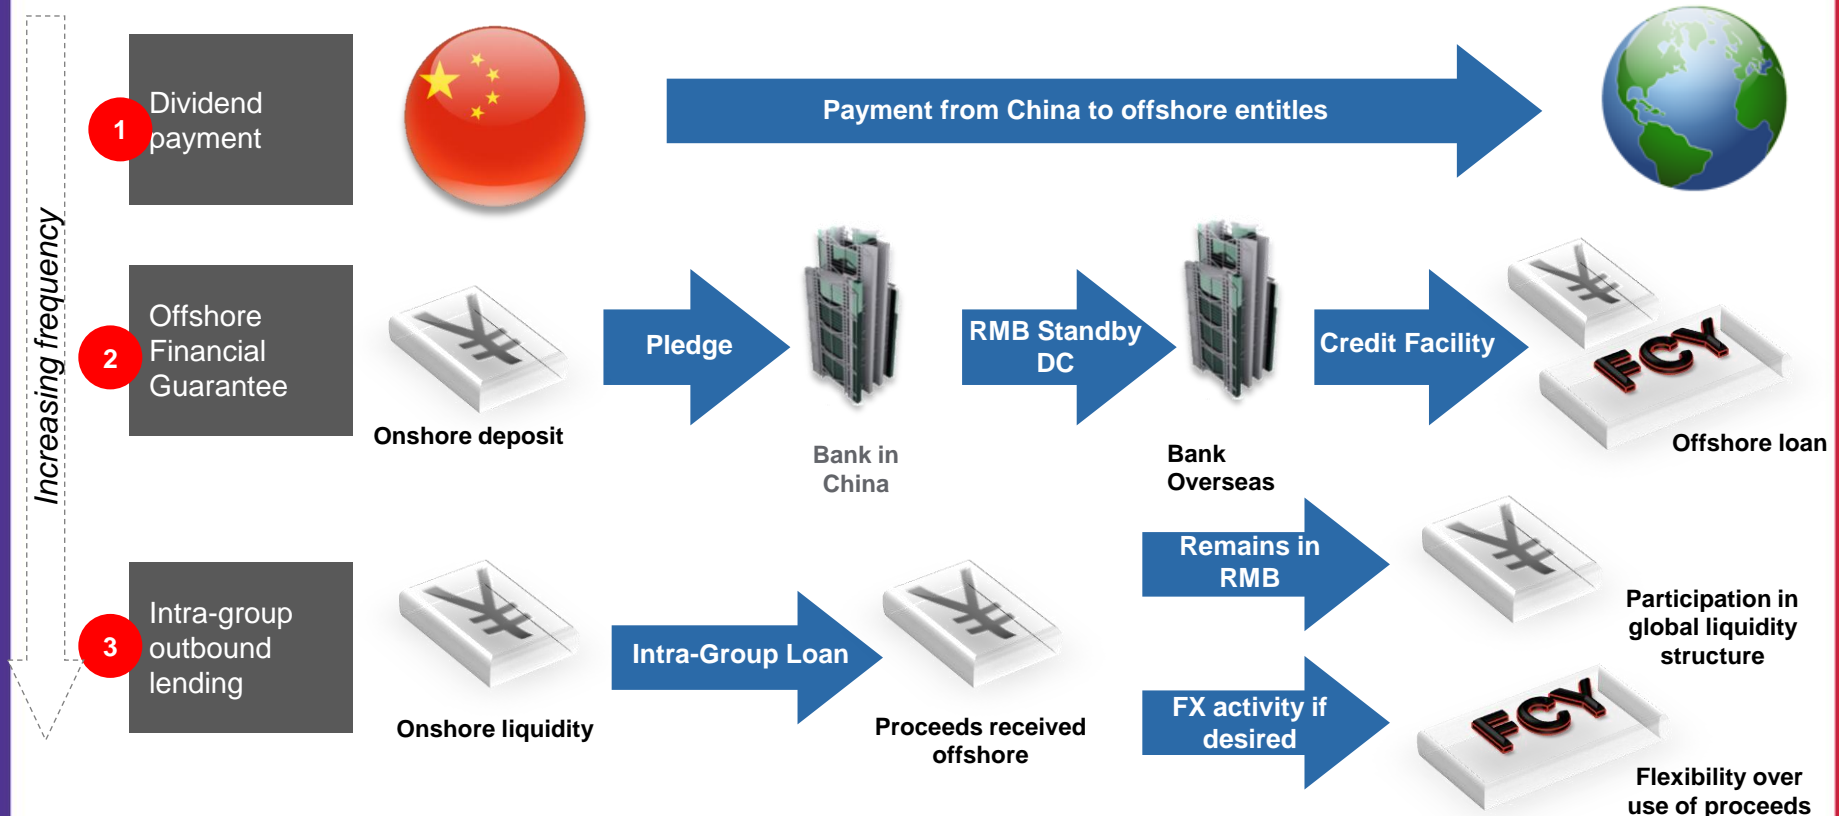 Increasing frequency
1
Dividend
payment
Payment from China to offshore entitles
2
Offshore
Financial
Guarantee
¥
Onshore deposit
Pledge
Bank in
China
RMB Standby
DC
Bank
Overseas
Credit Facility
¥
FCY
Offshore loan
3
Intra-group
outbound
lending
¥
Onshore liquidity
Intra-Group Loan
¥
Proceeds received
offshore
Remains in
RMB
¥
Participation in
global liquidity
structure
FX activity if
desired
FCY
Flexibility over
use of proceeds